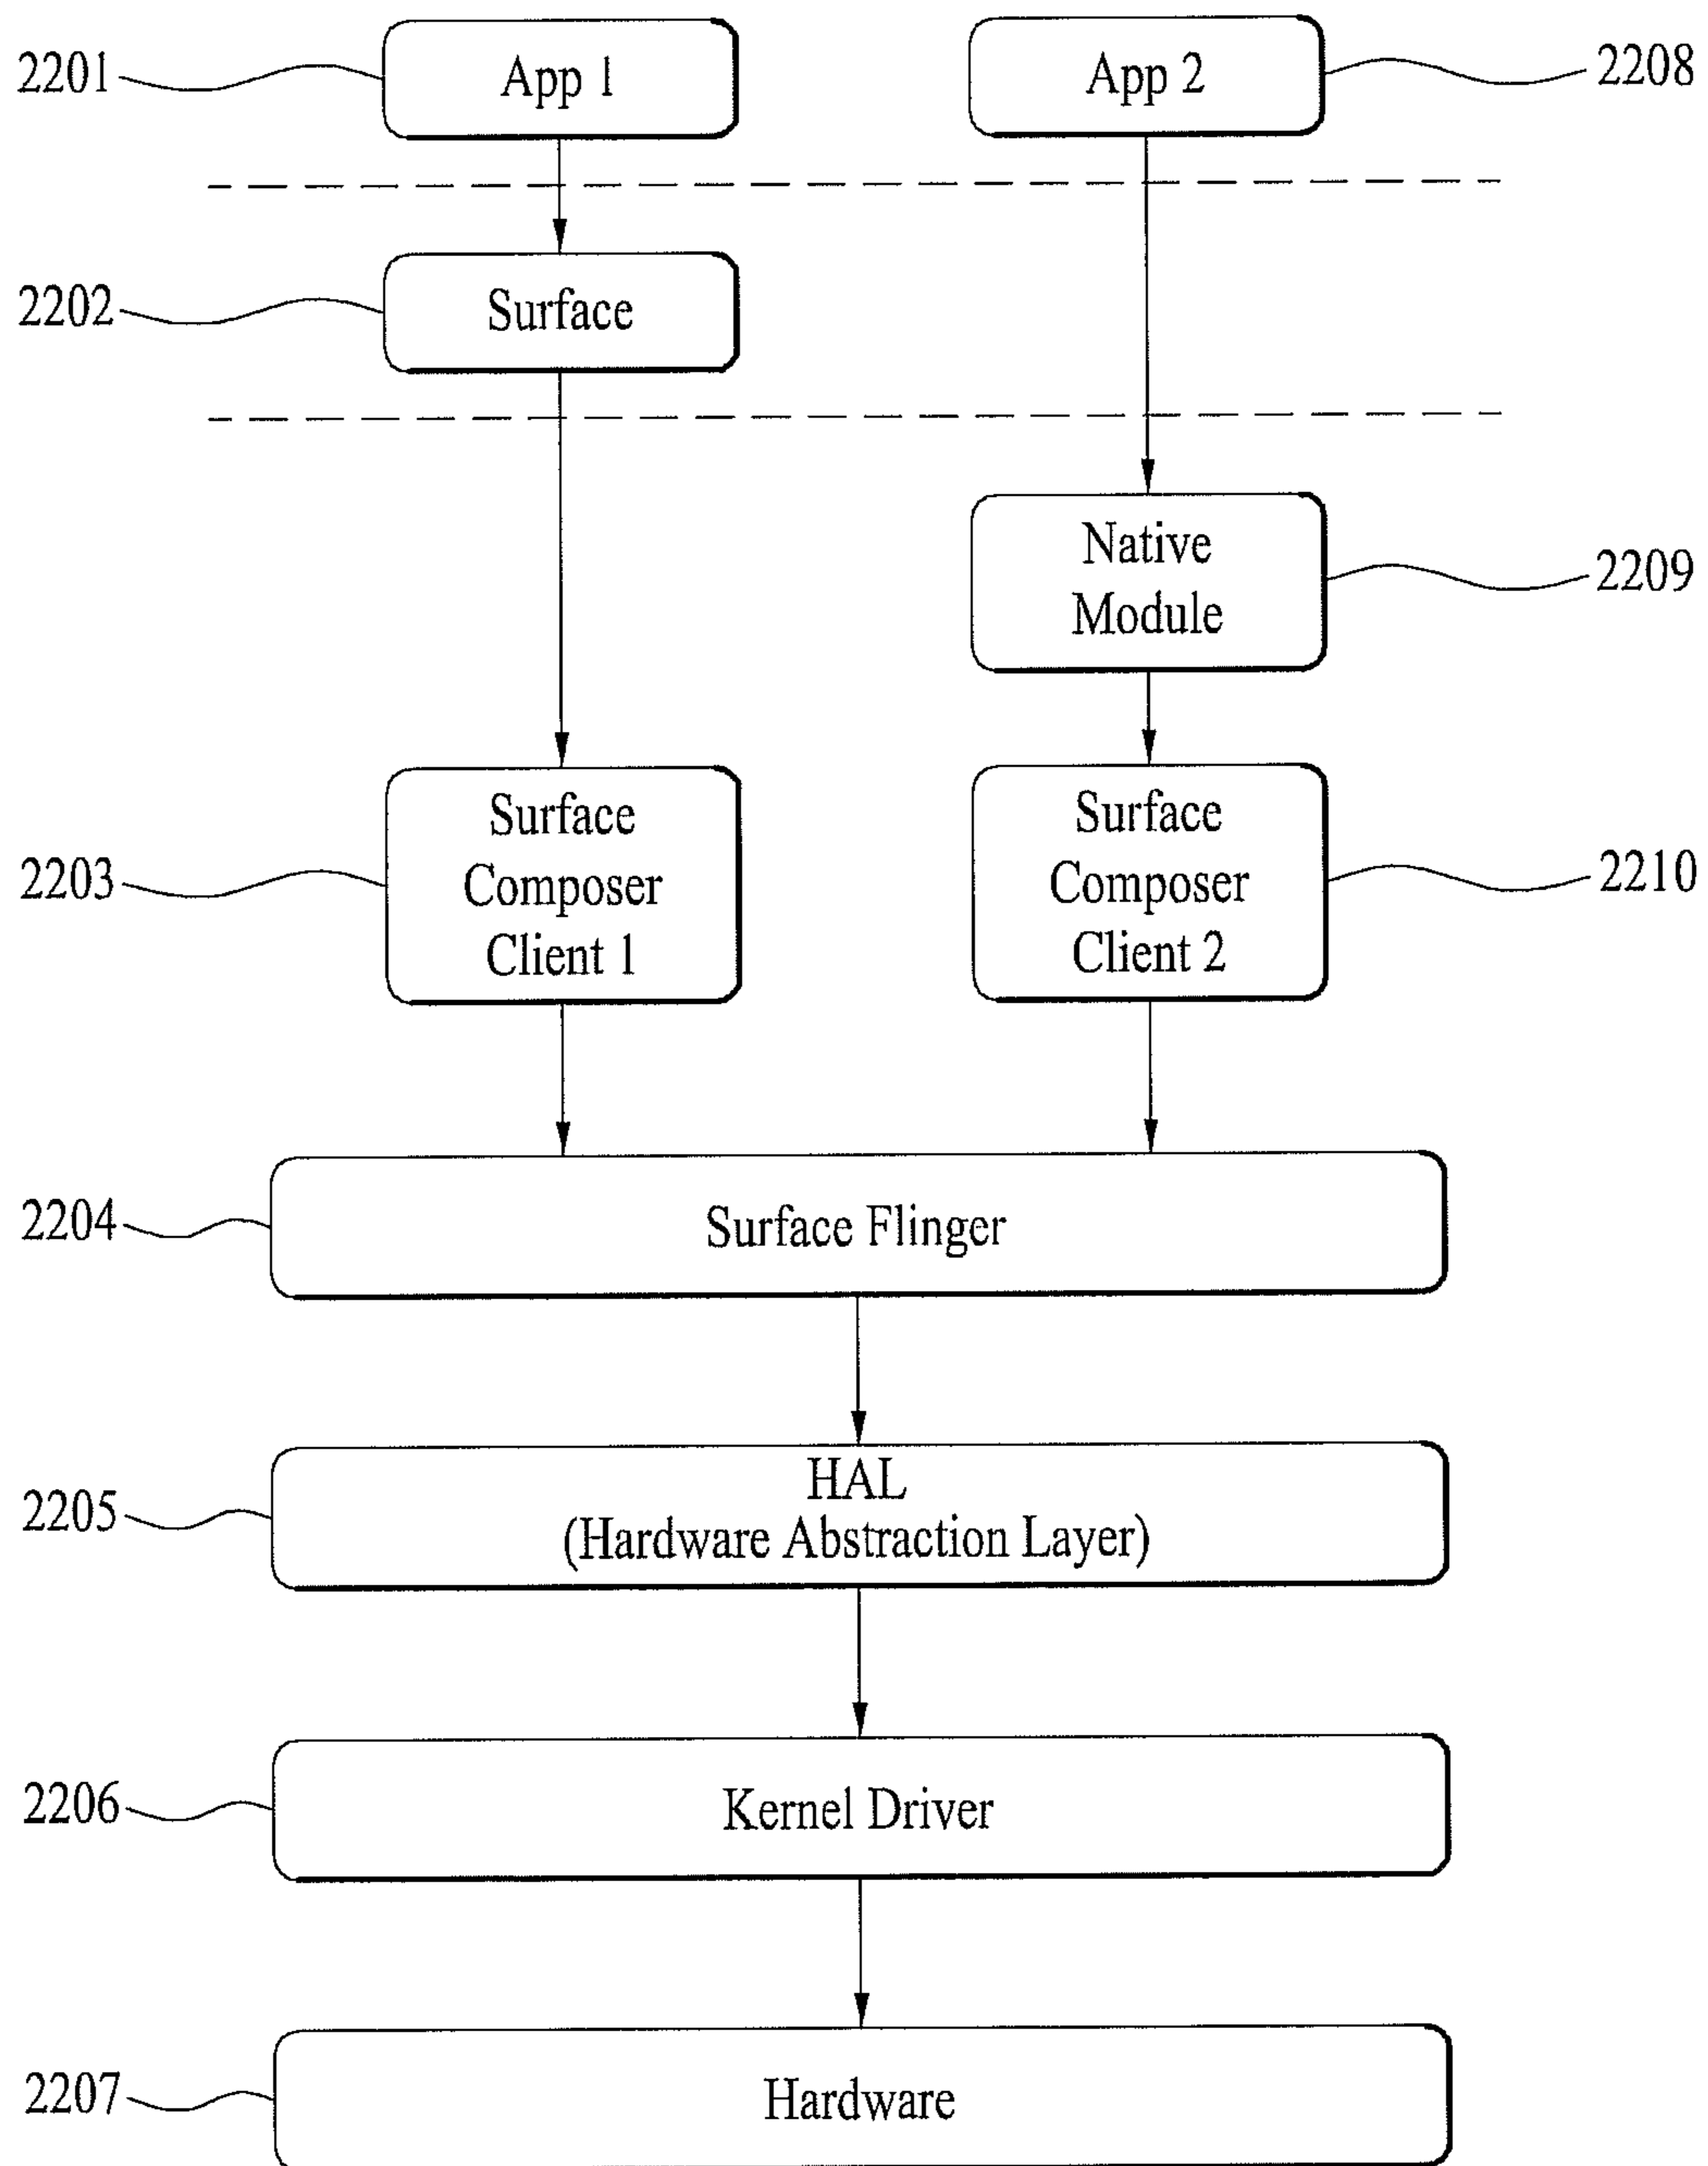 2201
App 1
App 2
2208
2202
Surface
Native
Module
2209
2203
Surface
Composer
Client 1
Surface
Composer
Client 2
2210
2204
Surface Flinger
2205
HAL
(Hardware Abstraction Layer)
2206
Kernel Driver
2207
Hardware